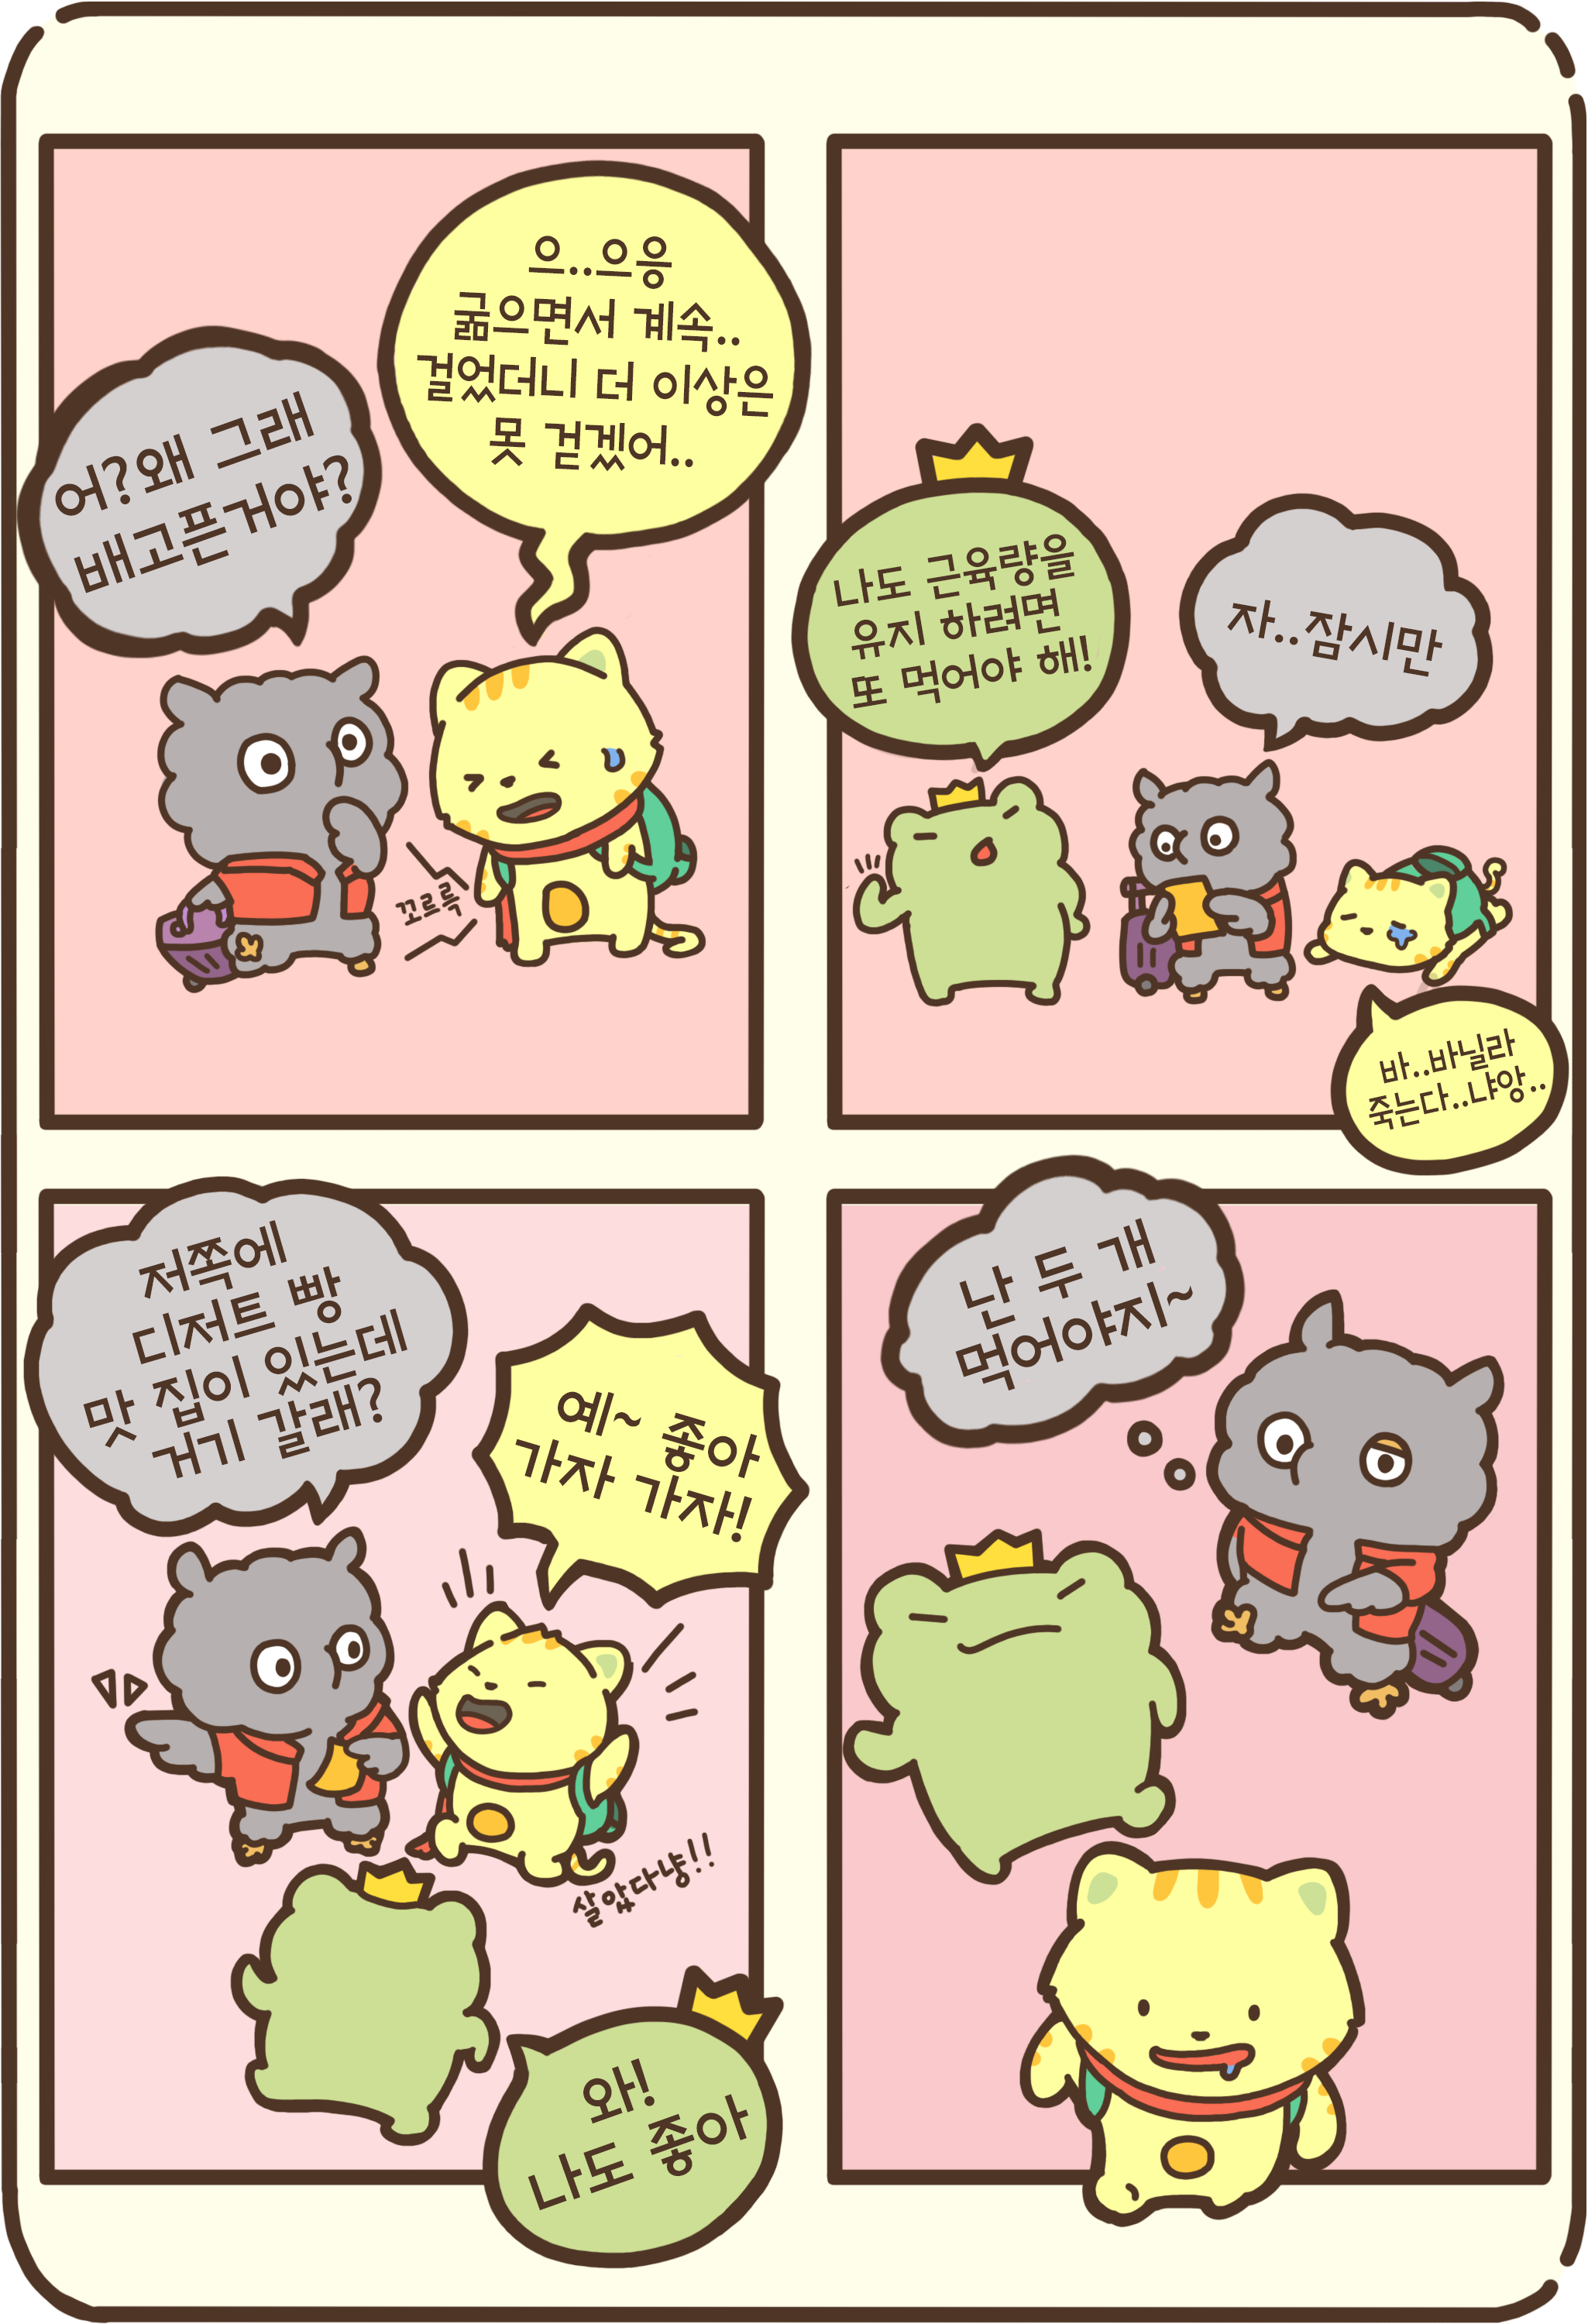 어?왜 그래
배고픈거야?
으..으응
굶으면서 계속..
걸었더니 더 이상은
못 걷겠어..
꼬르륵
나도 근육량을
유지 하려면
또 먹어야 해!
자..잠시만
바..바닐라
죽는다..냐앙..
저쪽에
디저트 빵
맛 집이 있는데
거기 갈래?
예~ 좋아
가자 가자!
살았다냥!!
와!
나도 좋아
난 두 개
먹어야지~